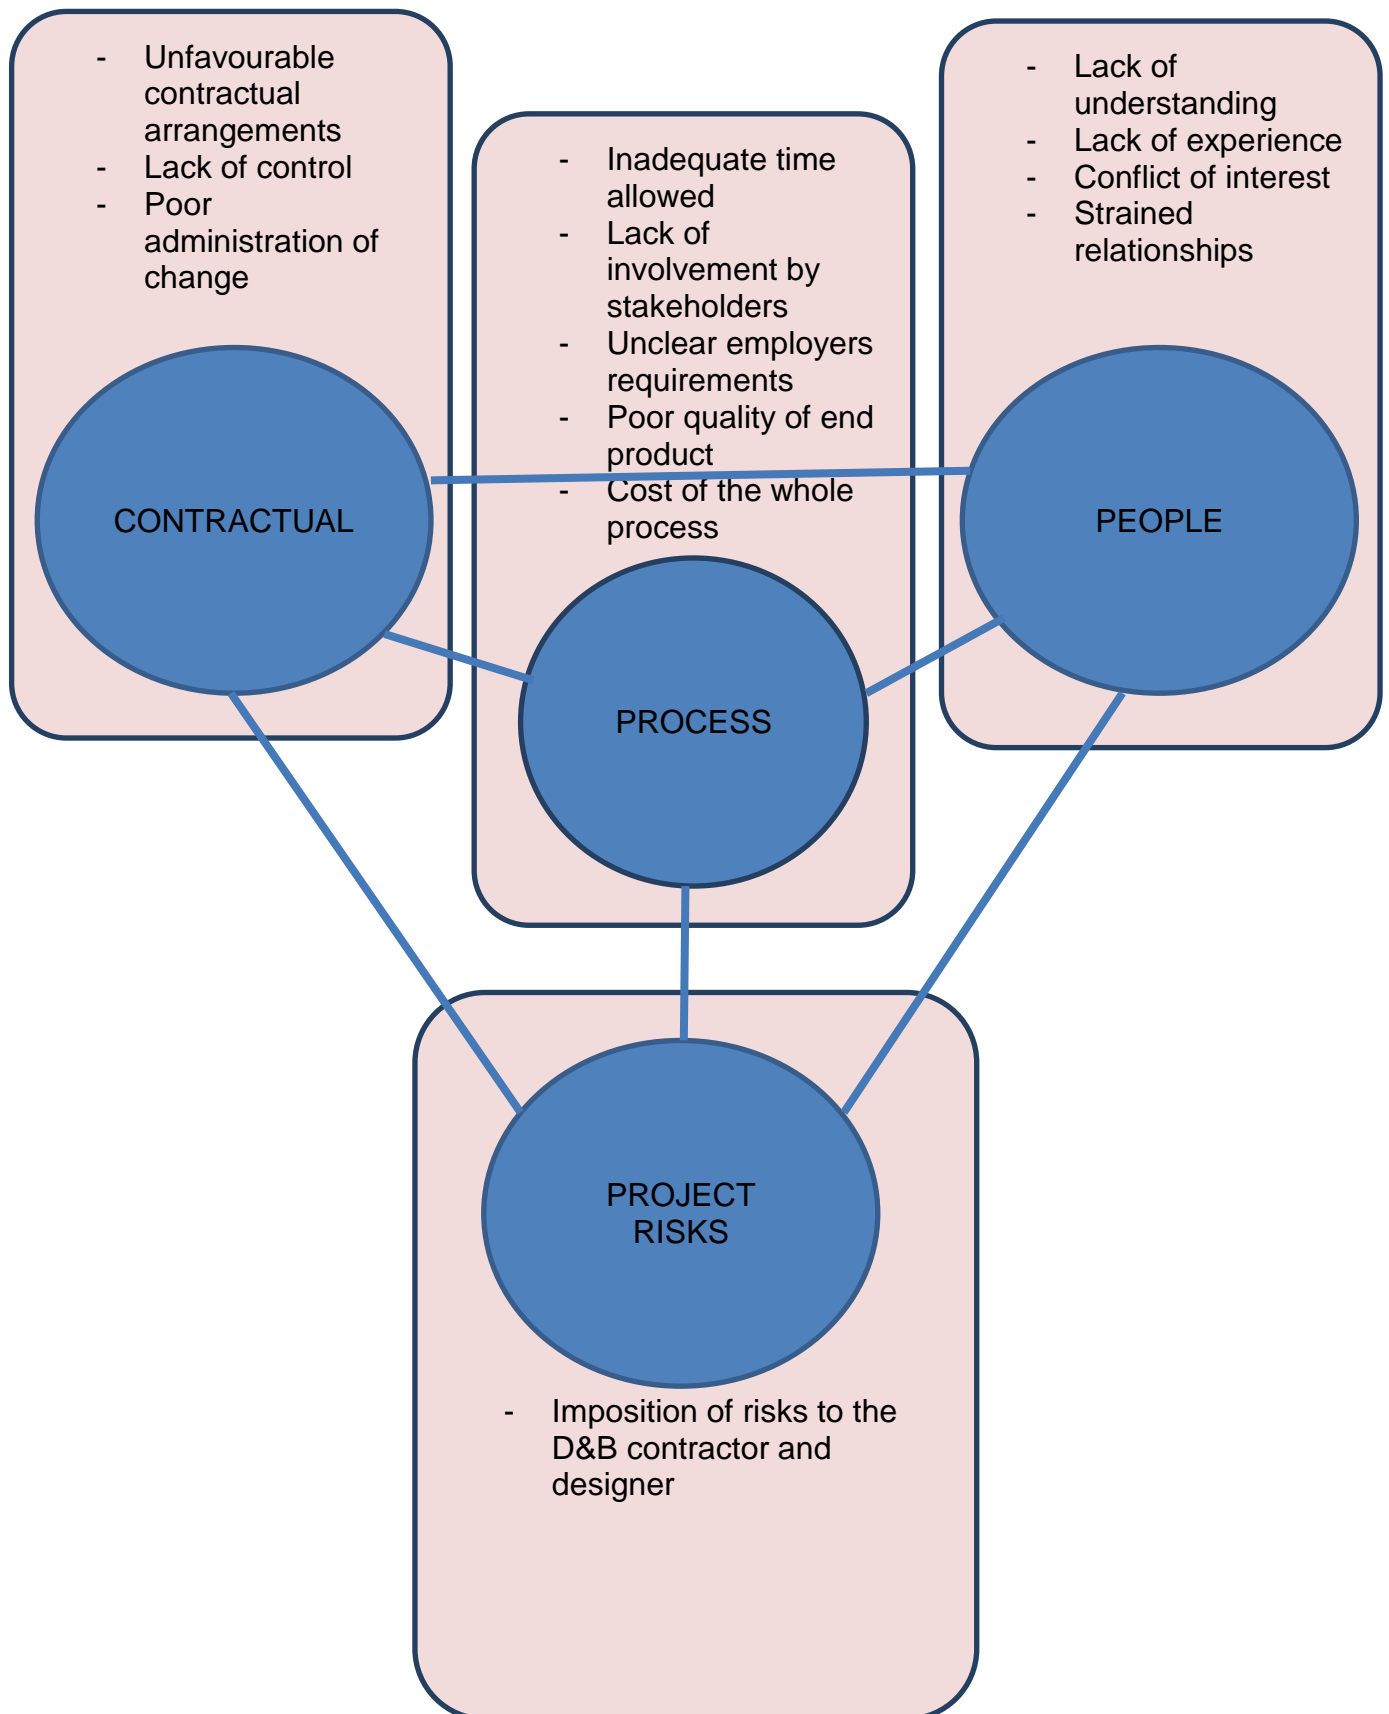 - Unfavourable
contractual
arrangements
- Lack of control
- Poor
administration of
change
CONTRACTUAL
- Inadequate time
allowed
- Lack of
involvement by
stakeholders
- Unclear employers
requirements
- Poor quality of end
product
- Cost of the whole
process
PROCESS
- Lack of
understanding
- Lack of experience
- Conflict of interest
- Strained
relationships
PEOPLE
PROJECT
RISKS
- Imposition of risks to the
D&B contractor and
designer